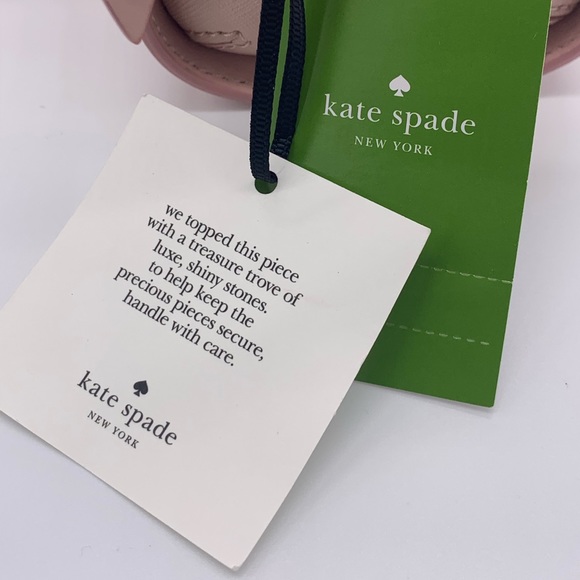 kate spade
NEW YORK
we topped this piece
with a treasure trove of
luxe, shiny stones.
to help keep the
precious pieces secure,
handle with care.
kate spade
NEW YORK